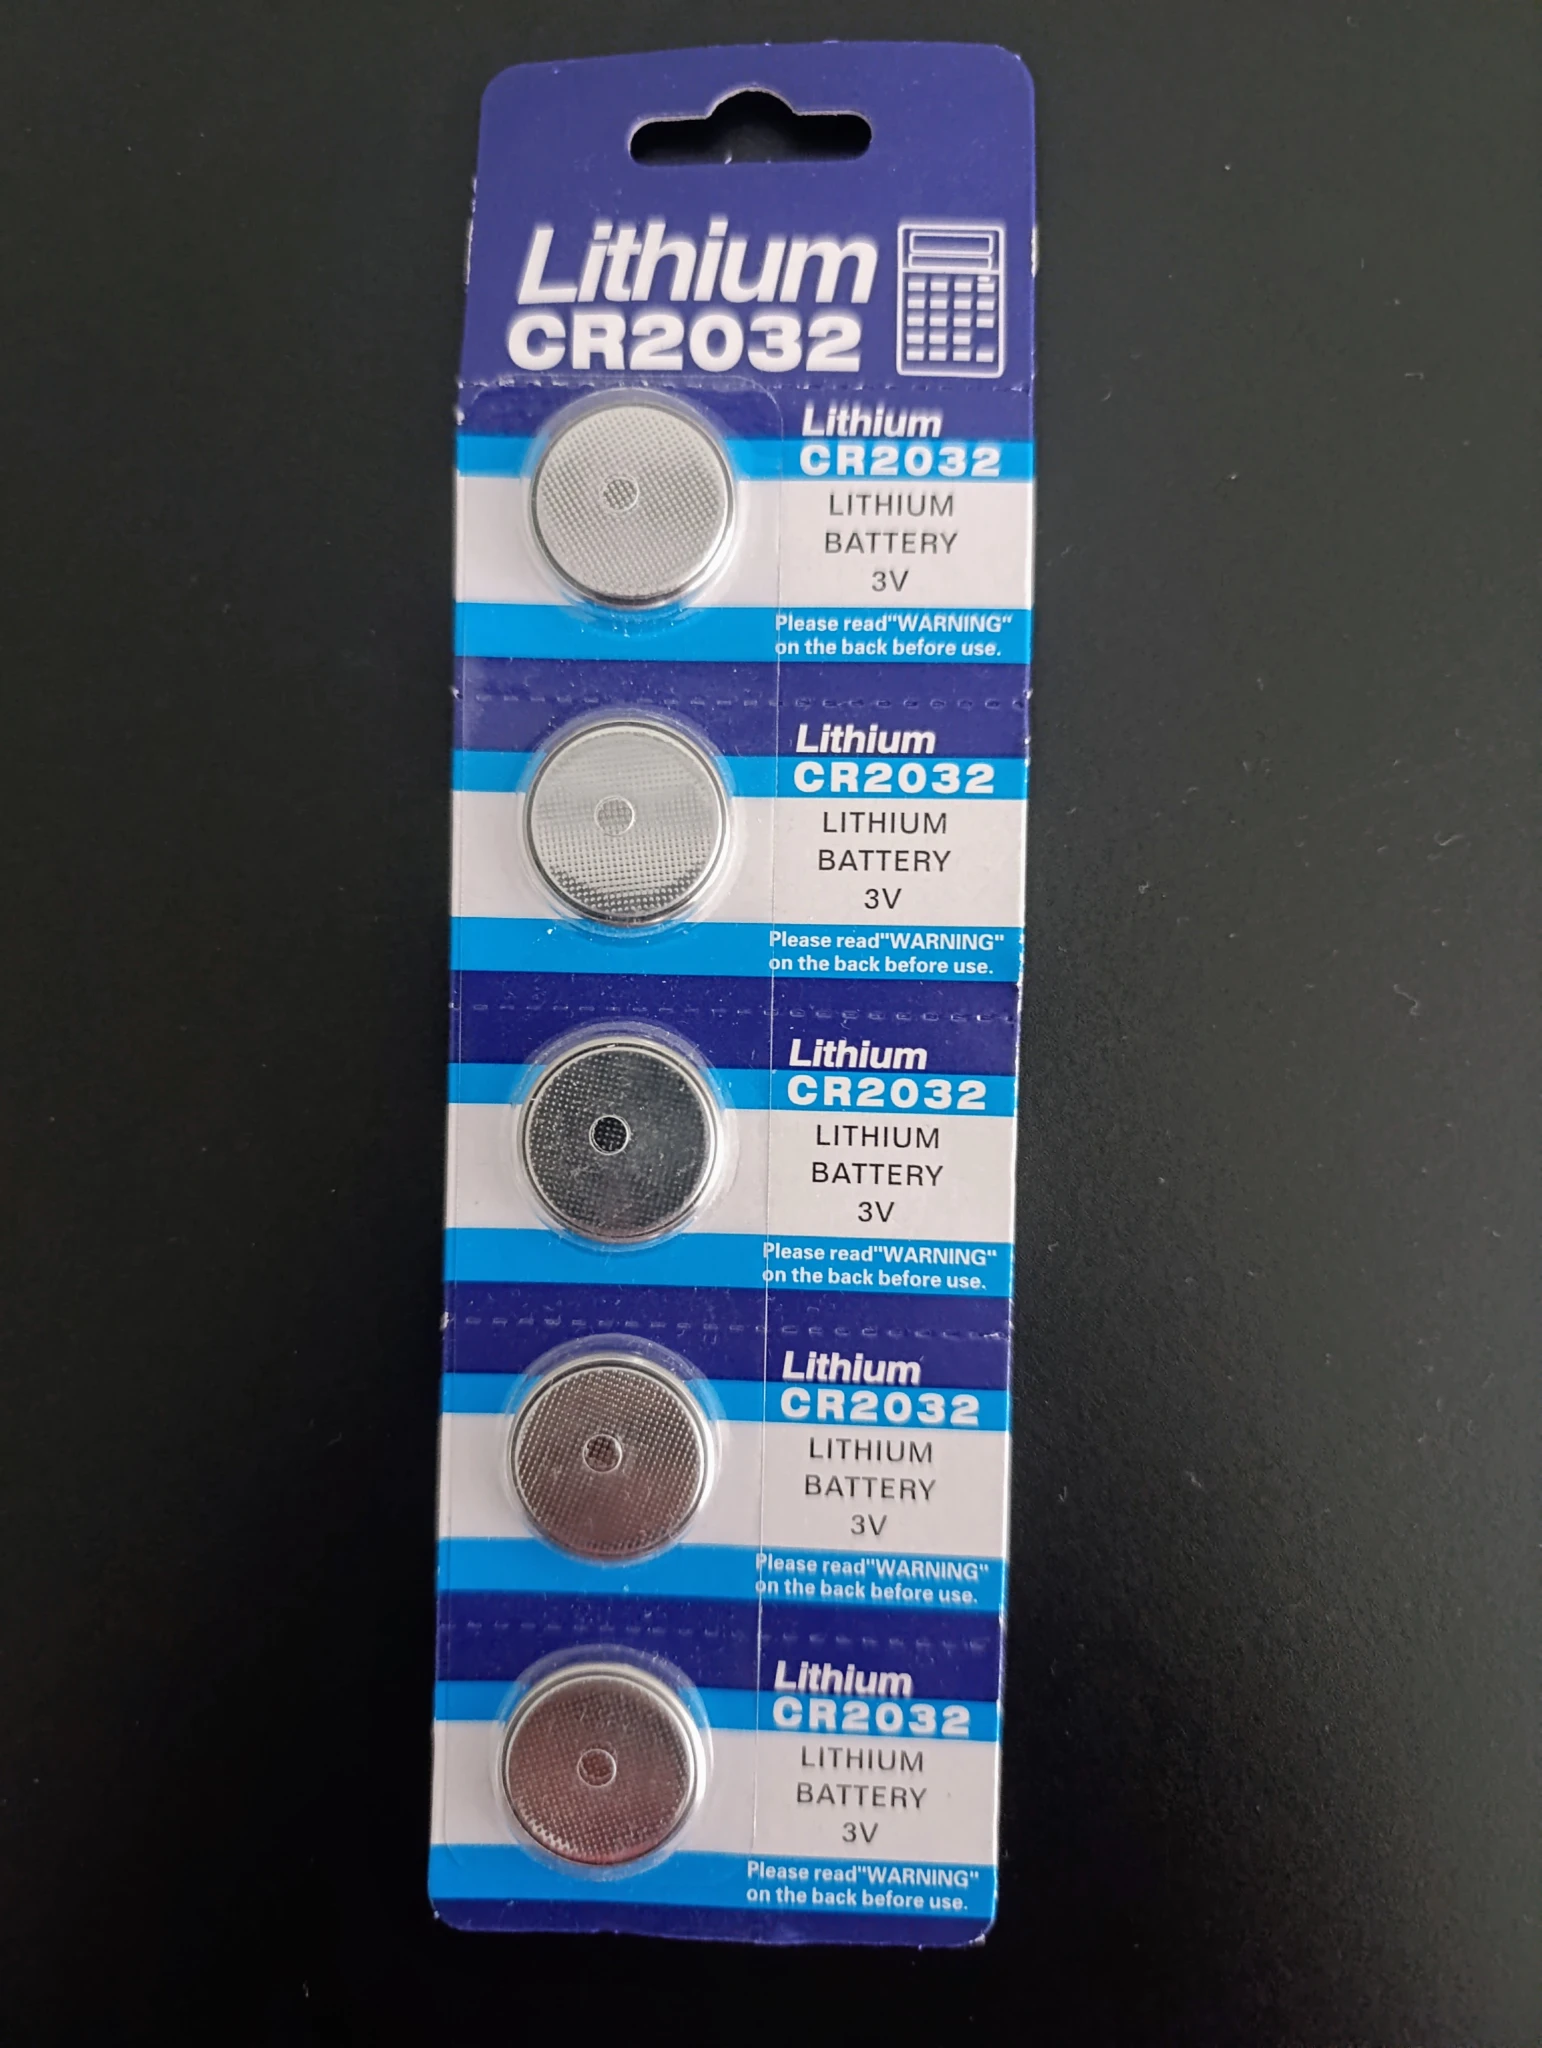 Lithium
CR2032
Lithium
CR2032
LITHIUM
BATTERY
3V
Please read"WARNING"
on the back before use.
Lithium
CR2032
LITHIUM
BATTERY
3V
Please read"WARNING"
on the back before use.
Lithium
CR2032
LITHIUM
BATTERY
3V
Please read"WARNING"
on the back before use.
Lithium
CR2032
LITHIUM
BATTERY
3V
Please read"WARNING"
on the back before use.
Lithium
CR2032
LITHIUM
BATTERY
3V
Please read"WARNING"
on the back before use.